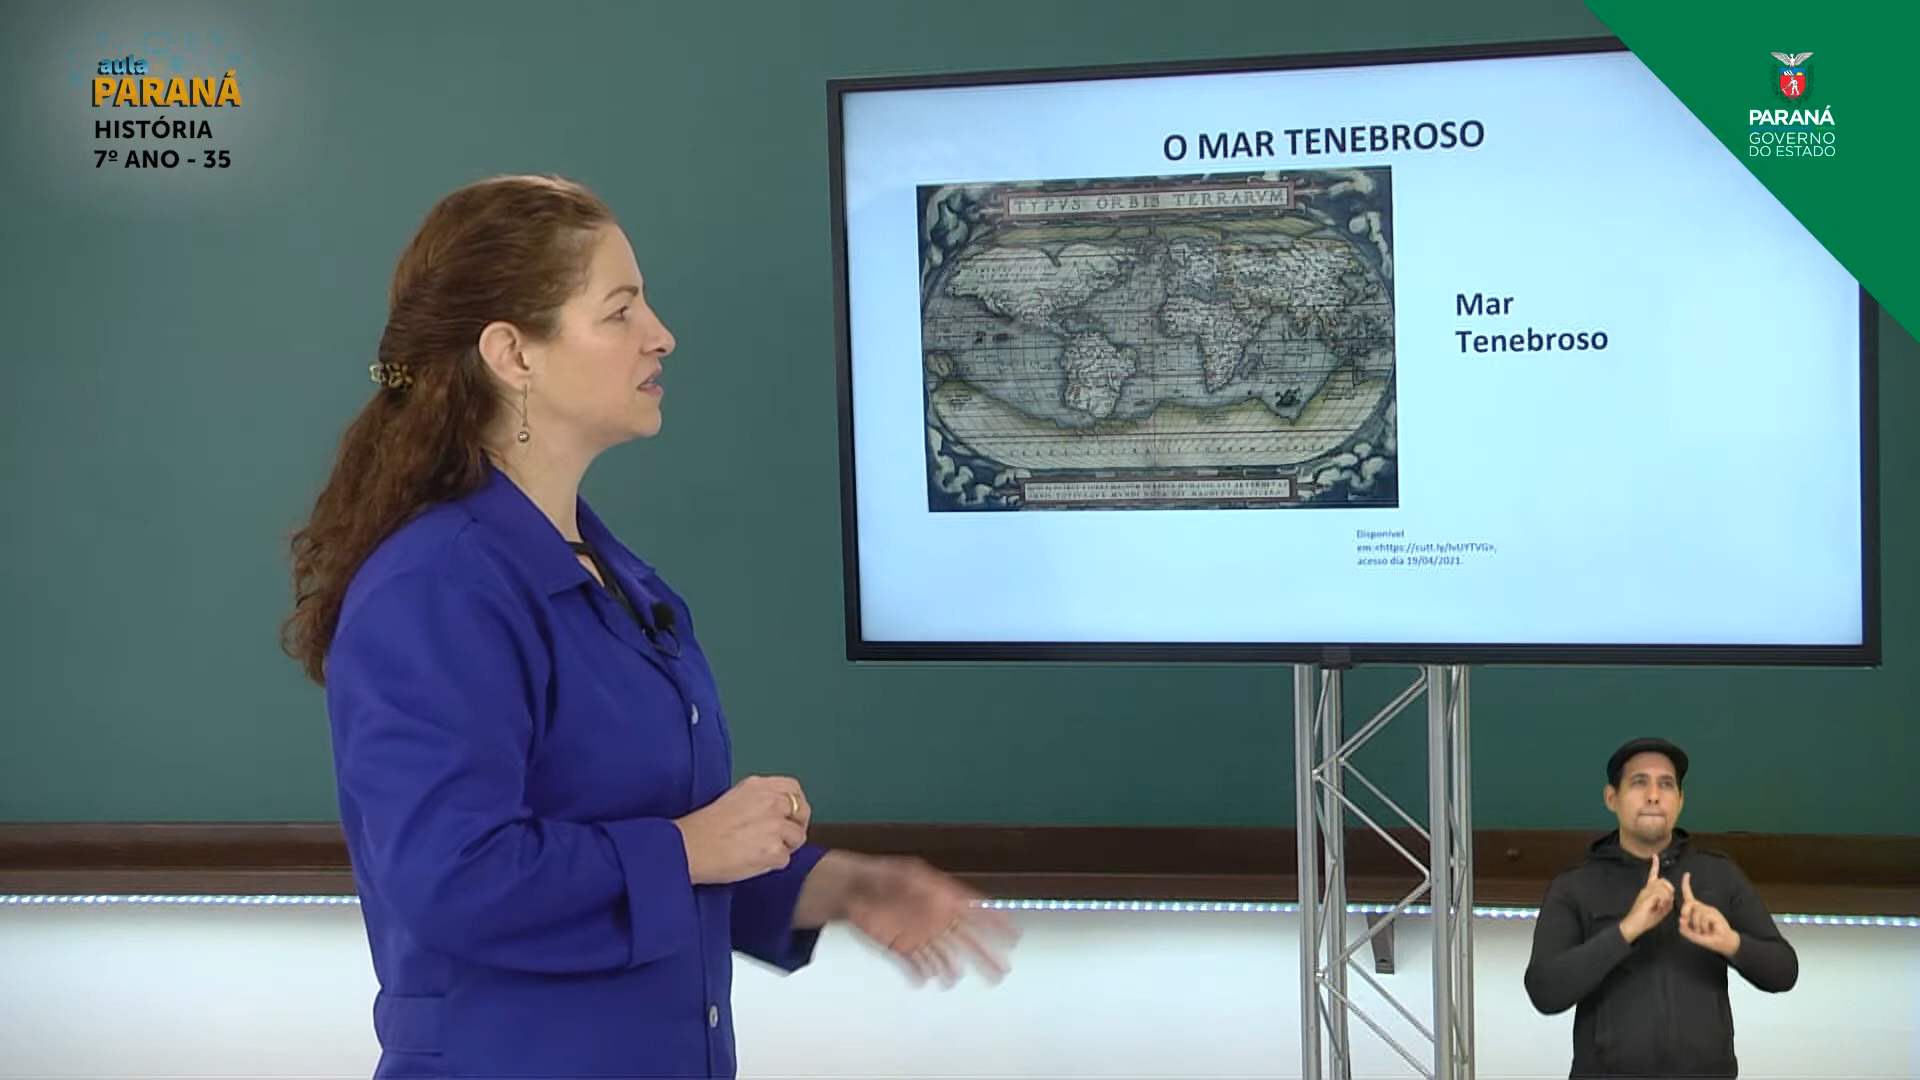 aula
PARANÁ
HISTÓRIA
7º ANO - 35
PARANÁ
GOVERNO
DO ESTADO
O MAR TENEBROSO
TYPVS ORBIS TERRARVM
Mar
Tenebroso
Disponível
em:<https://cutt.ly/IvUYTVG>,
acesso dia 19/04/2021.